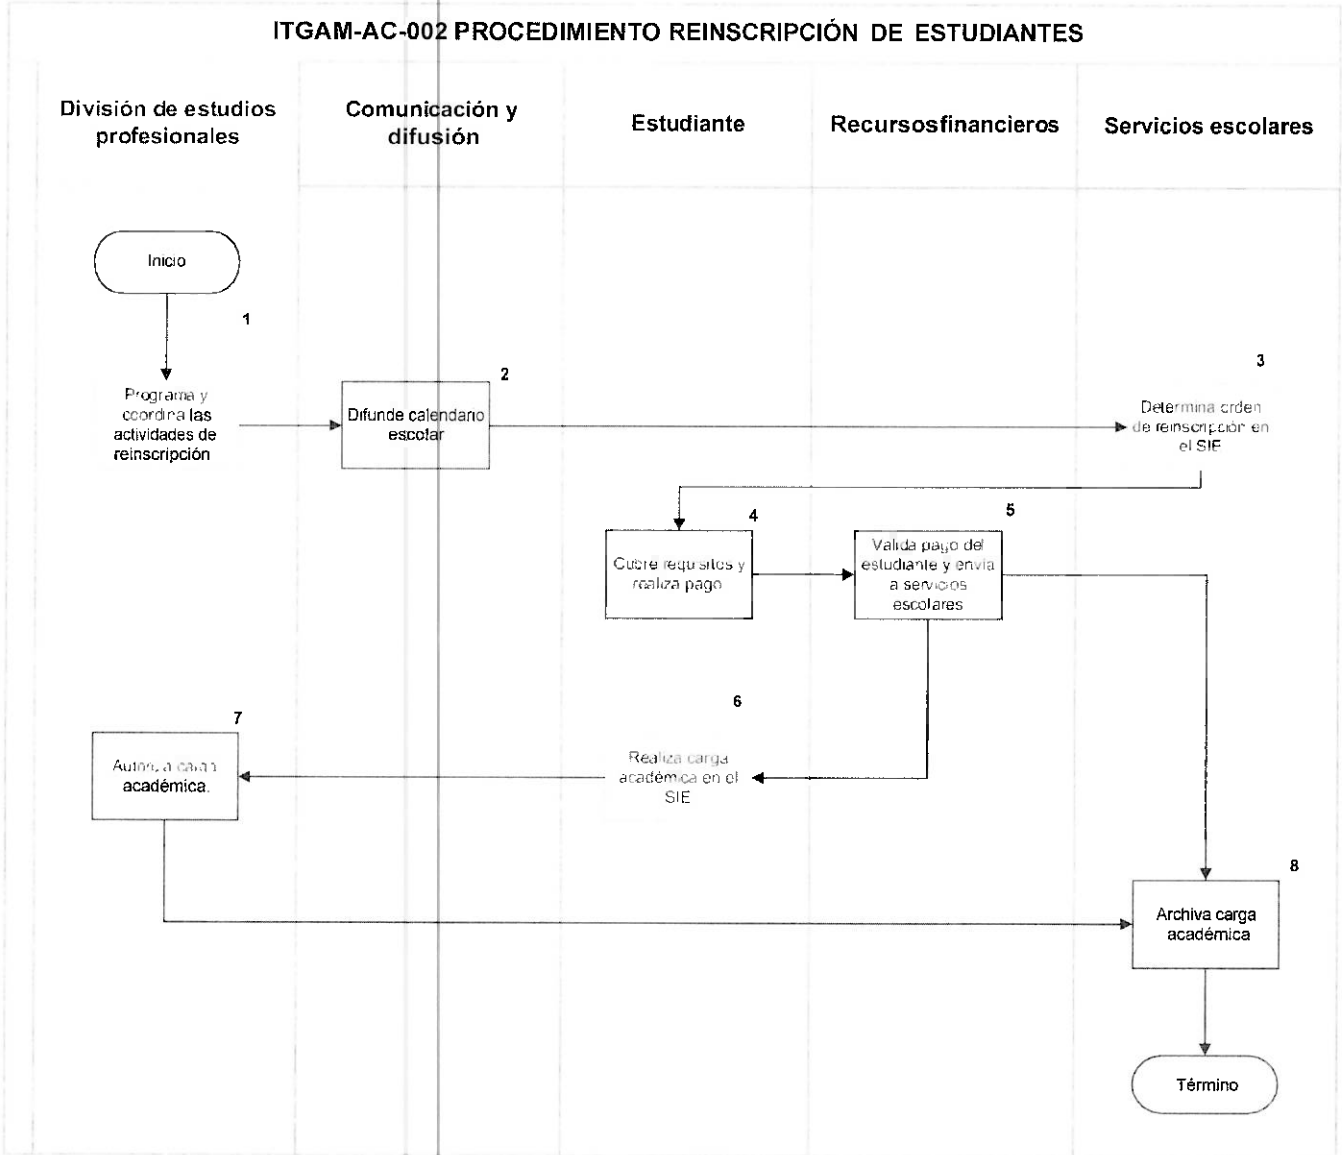 ITGAM-AC-002 PROCEDIMIENTO REINSCRIPCIÓN DE ESTUDIANTES
División de estudios
profesionales
Comunicación y
difusión
Estudiante
Recursosfinancieros
Servicios escolares
Inicio
1
Programa y
coordina las
actividades de
reinscripción
2
Difunde calendario
escolar
3
Determina orden
de reinscripción en
el SIE
4
Cubre requisitos y
realiza pago
5
Valida pago del
estudiante y envía
a servicios
escolares
6
Realiza carga
académica en el
SIE
7
Autoriza carga
académica.
8
Archiva carga
académica
Término